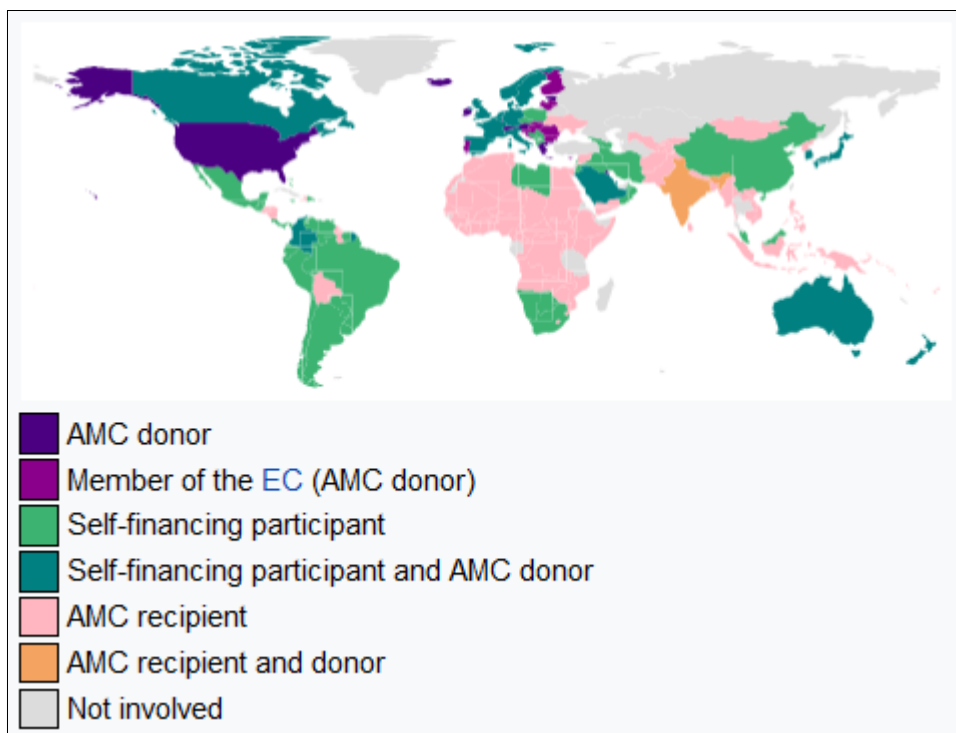 AMC donor
Member of the EC (AMC donor)
Self-financing participant
Self-financing participant and AMC donor
AMC recipient
AMC recipient and donor
Not involved